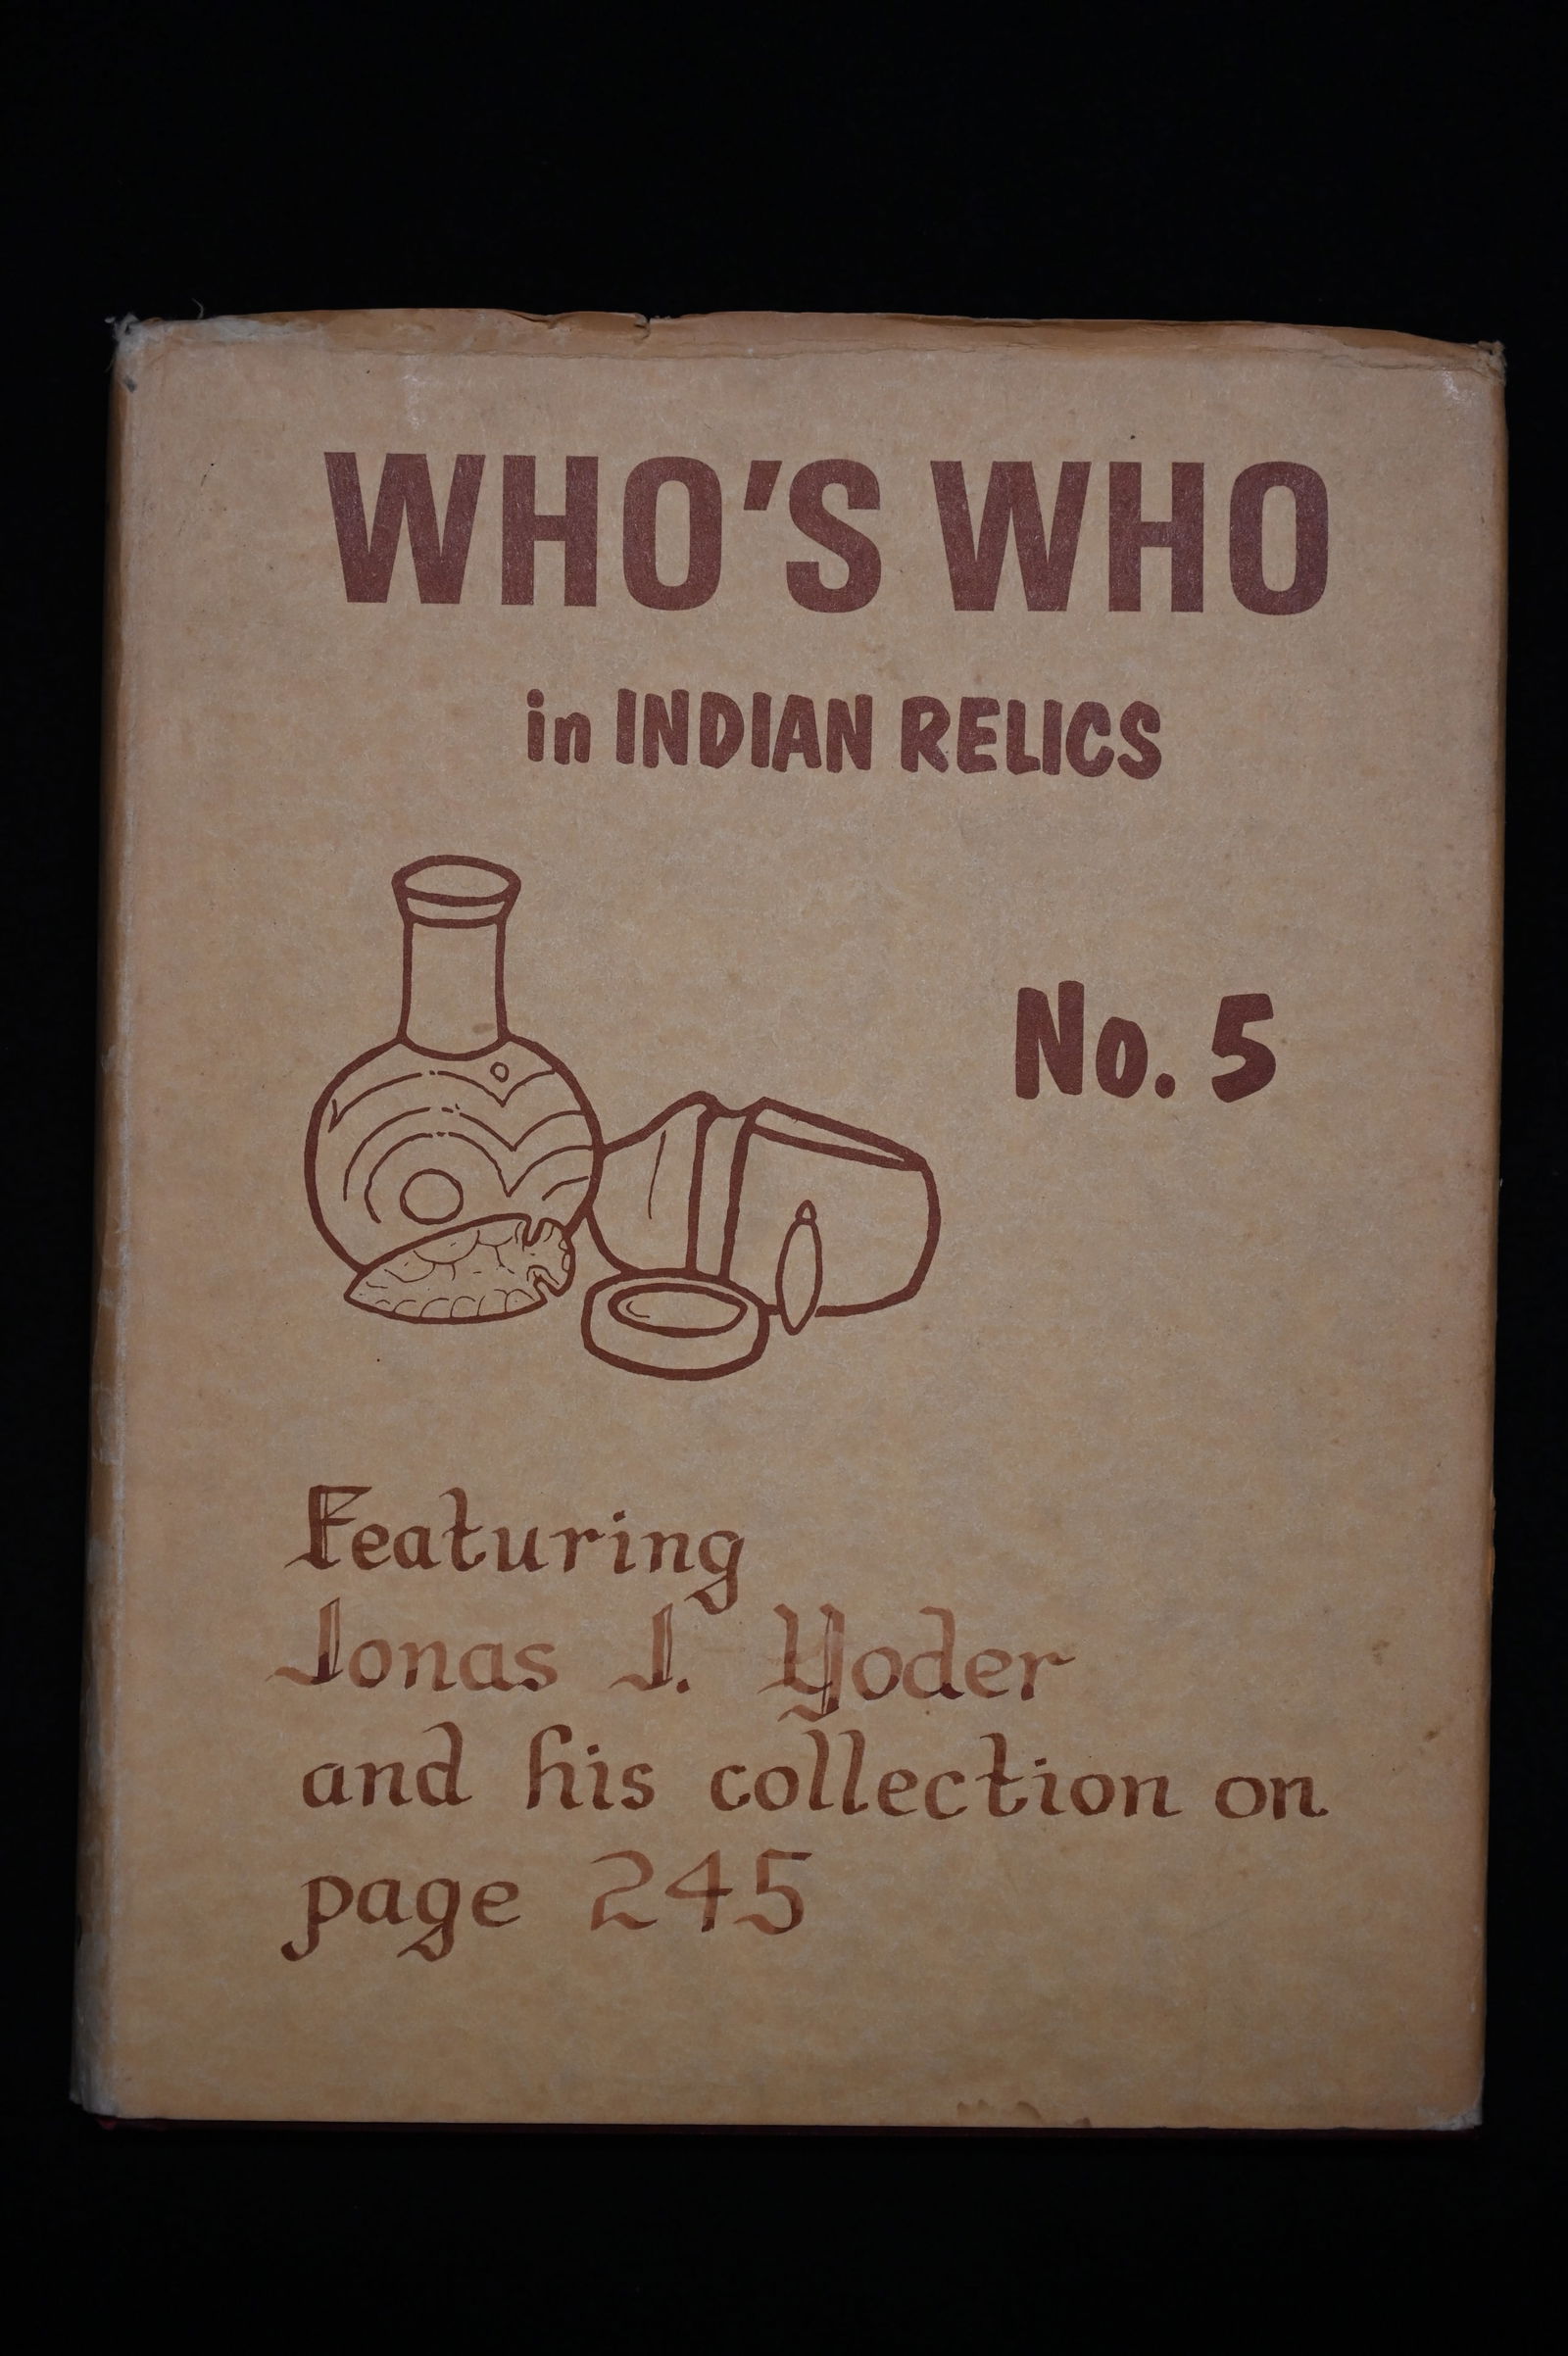 WHO'S WHO
in INDIAN RELICS
No. 5
Featuring
Jonas J. Yoder
and his collection on
page 245